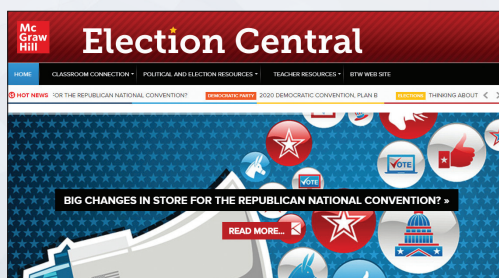 Mc
Graw
Hill
Election Central
HOME CLASSROOM CONNECTION POLITICAL AND ELECTION RESOURCES TEACHER RESOURCES BTW WEB SITE
HOT NEWS FOR THE REPUBLICAN NATIONAL CONVENTION? DEMOCRATIC PARTY 2020 DEMOCRATIC CONVENTION, PLAN B ELECTIONS THINKING ABOUT
VOTE
VOTE
BIG CHANGES IN STORE FOR THE REPUBLICAN NATIONAL CONVENTION? »
READ MORE...